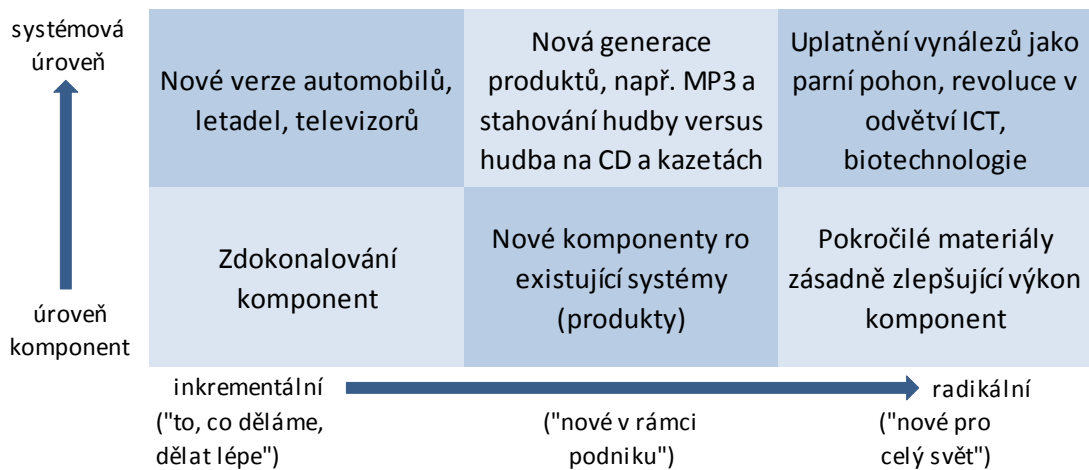 systémová
úroveň
Nové verze automobilů,
letadel, televizorů
Nová generace
produktů, např. MP3 a
stahování hudby versus
hudba na CD a kazetách
Uplatnění vynálezů jako
parní pohon, revoluce v
odvětví ICT,
biotechnologie
úroveň
komponent
Zdokonalování
komponent
Nové komponenty ro
existující systémy
(produkty)
Pokročilé materiály
zásadně zlepšující výkon
komponent
inkrementální
("to, co děláme,
dělat lépe")
("nové v rámci
podniku")
radikální
("nové pro
celý svět")